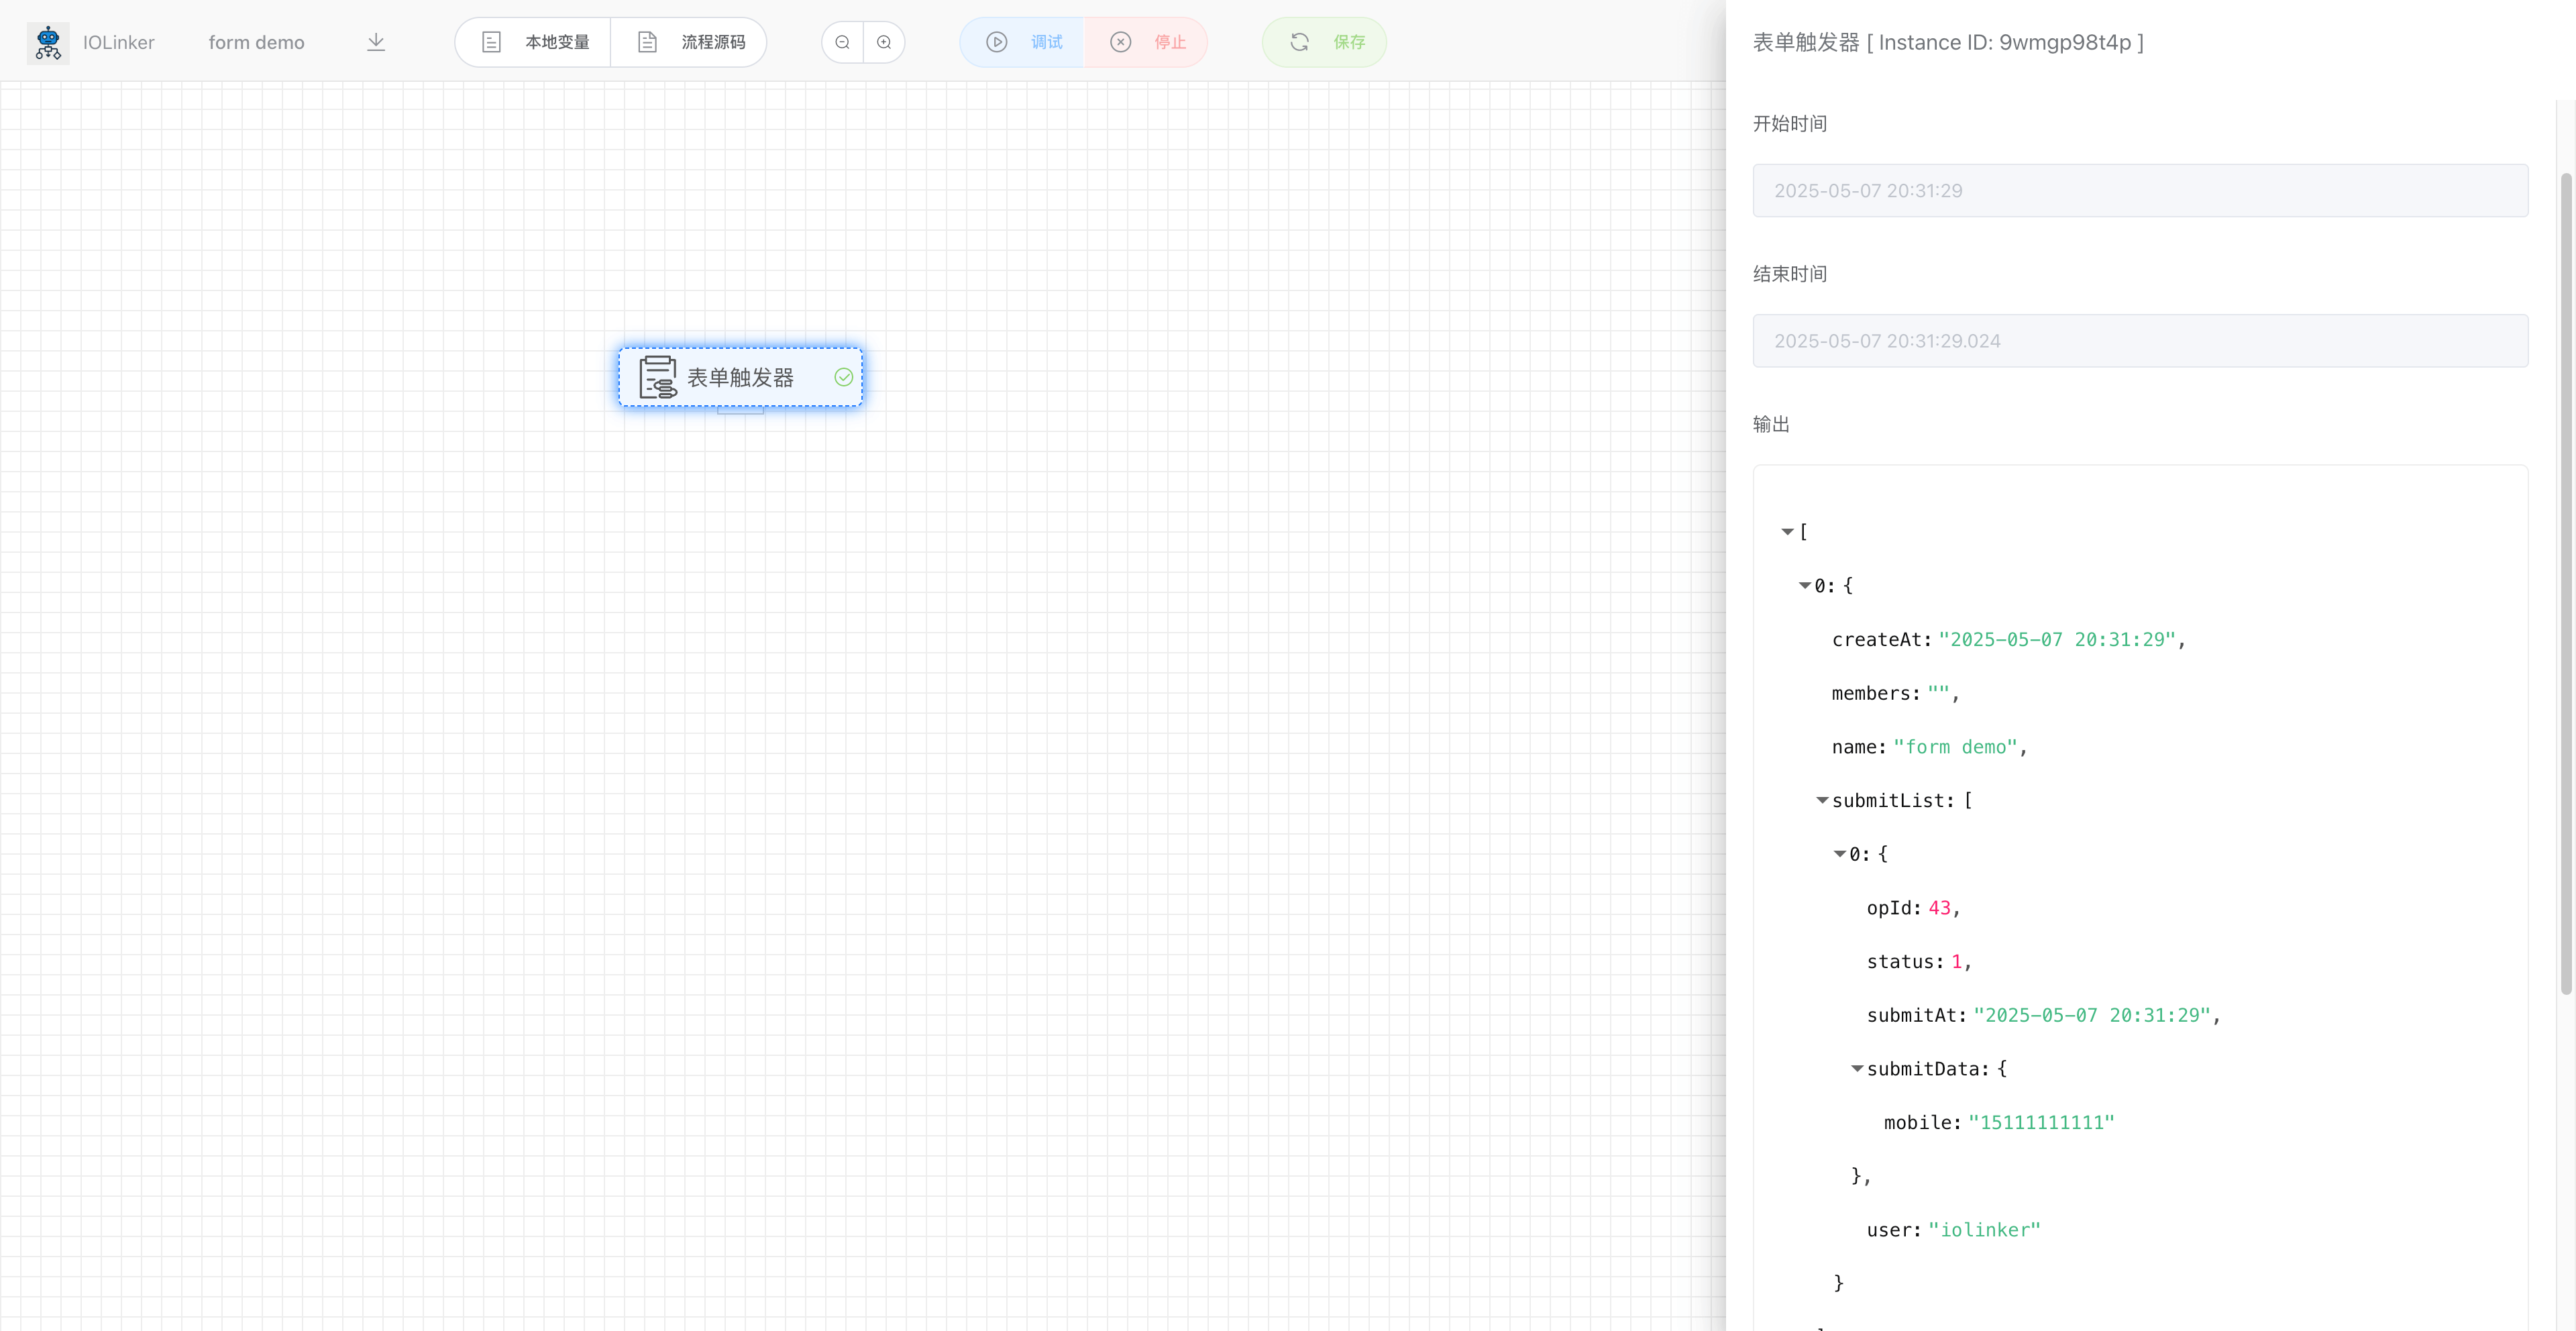 IOLinker form demo 本地变量 流程源码 调试 停止 保存
表单触发器
表单触发器 [ Instance ID: 9wmgp98t4p ]
开始时间
2025-05-07 20:31:29
结束时间
2025-05-07 20:31:29.024
输出
[
0: {
createAt: "2025-05-07 20:31:29",
members: "",
name: "form demo",
submitList: [
0: {
opId: 43,
status: 1,
submitAt: "2025-05-07 20:31:29",
submitData: {
mobile: "15111111111"
},
user: "iolinker"
}